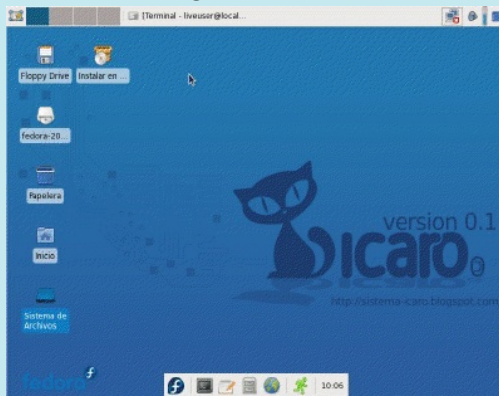 [Terminal - liveuser@local...
Floppy Drive
Instalar en ...
fedora-20...
Papelera
Inicio
Sistema de
Archivos
version 0.1
icaro
http://sistema-icaro.blogspot.com
fedora
10:06